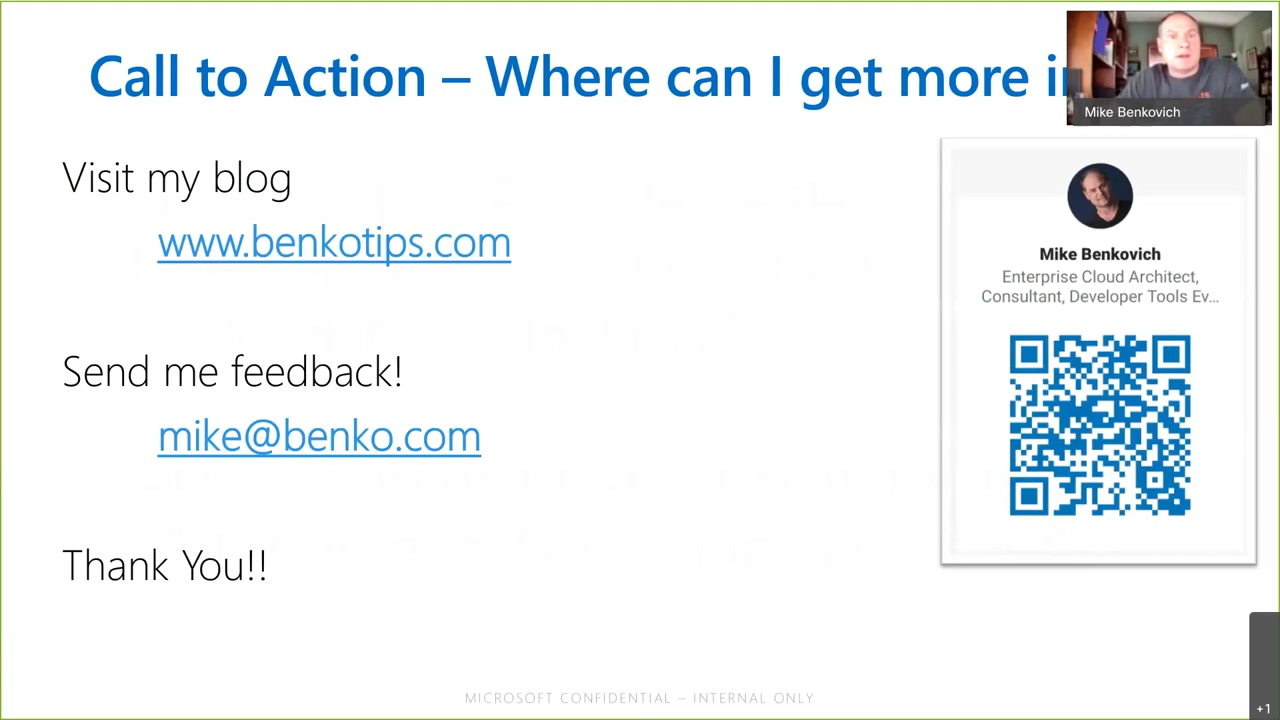 Call to Action – Where can I get more
Mike Benkovich
Visit my blog
www.benkotips.com
Send me feedback!
mike@benko.com
Thank You!!
Mike Benkovich
Enterprise Cloud Architect,
Consultant, Developer Tools Ev...
MICROSOFT CONFIDENTIAL – INTERNAL ONLY
+1